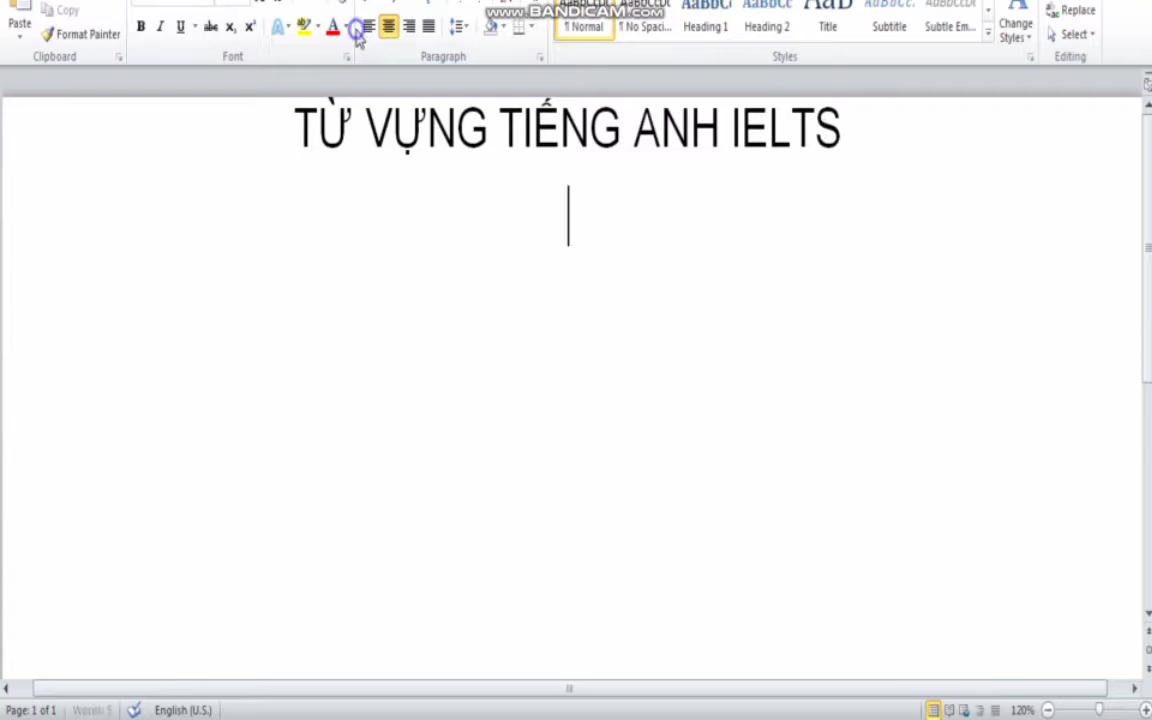 www.BANDICAM.com
Replace
Copy
Paste
Format Painter
¶ Normal
¶ No Spaci...
Heading 1
Heading 2
Title
Subtitle
Subtle Em...
Change
Styles
Select
Clipboard
Font
Paragraph
Styles
Editing
TỪ VỰNG TIẾNG ANH IELTS
Page: 1 of 1
English (U.S.)
120%